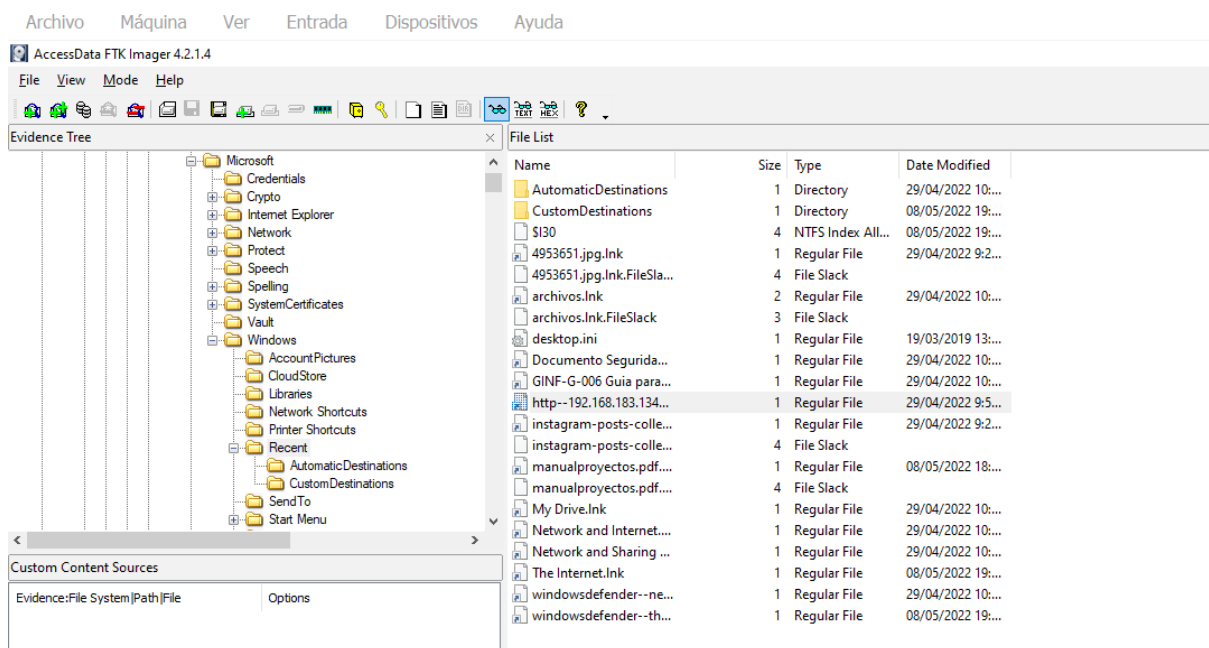 Archivo Máquina Ver Entrada Dispositivos Ayuda
AccessData FTK Imager 4.2.1.4
File View Mode Help
Evidence Tree
Microsoft
Credentials
Crypto
Internet Explorer
Network
Protect
Speech
Spelling
SystemCertificates
Vault
Windows
AccountPictures
CloudStore
Libraries
Network Shortcuts
Printer Shortcuts
Recent
AutomaticDestinations
CustomDestinations
SendTo
Start Menu
Custom Content Sources
Evidence:File System|Path|File Options
File List
Name Size Type Date Modified
AutomaticDestinations 1 Directory 29/04/2022 10:...
CustomDestinations 1 Directory 08/05/2022 19:...
$I30 4 NTFS Index All... 08/05/2022 19:...
4953651.jpg.lnk 1 Regular File 29/04/2022 9:2...
4953651.jpg.lnk.FileSla... 4 File Slack
archivos.lnk 2 Regular File 29/04/2022 10:...
archivos.lnk.FileSlack 3 File Slack
desktop.ini 1 Regular File 19/03/2019 13:...
Documento Segurida... 1 Regular File 29/04/2022 10:...
GINF-G-006 Guia para... 1 Regular File 29/04/2022 10:...
http--192.168.183.134... 1 Regular File 29/04/2022 9:5...
instagram-posts-colle... 1 Regular File 29/04/2022 9:2...
instagram-posts-colle... 4 File Slack
manualproyectos.pdf.... 1 Regular File 08/05/2022 18:...
manualproyectos.pdf.... 4 File Slack
My Drive.lnk 1 Regular File 29/04/2022 10:...
Network and Internet.... 1 Regular File 29/04/2022 10:...
Network and Sharing ... 1 Regular File 29/04/2022 10:...
The Internet.lnk 1 Regular File 08/05/2022 19:...
windowsdefender--ne... 1 Regular File 29/04/2022 10:...
windowsdefender--th... 1 Regular File 08/05/2022 19:...